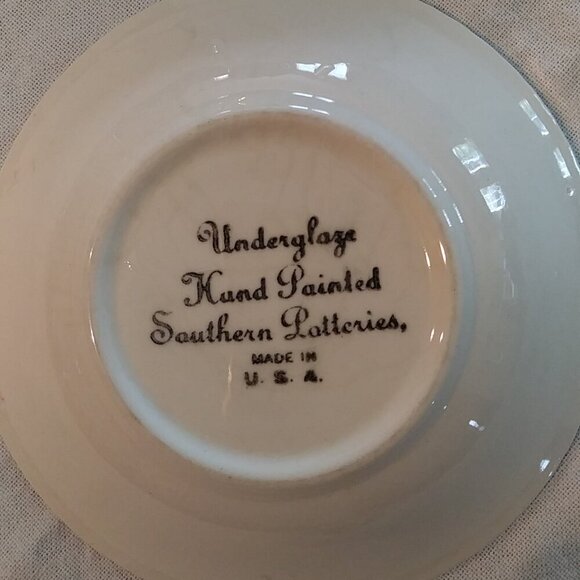 Underglaze
Hand Painted
Southern Potteries,
MADE IN
U. S. A.